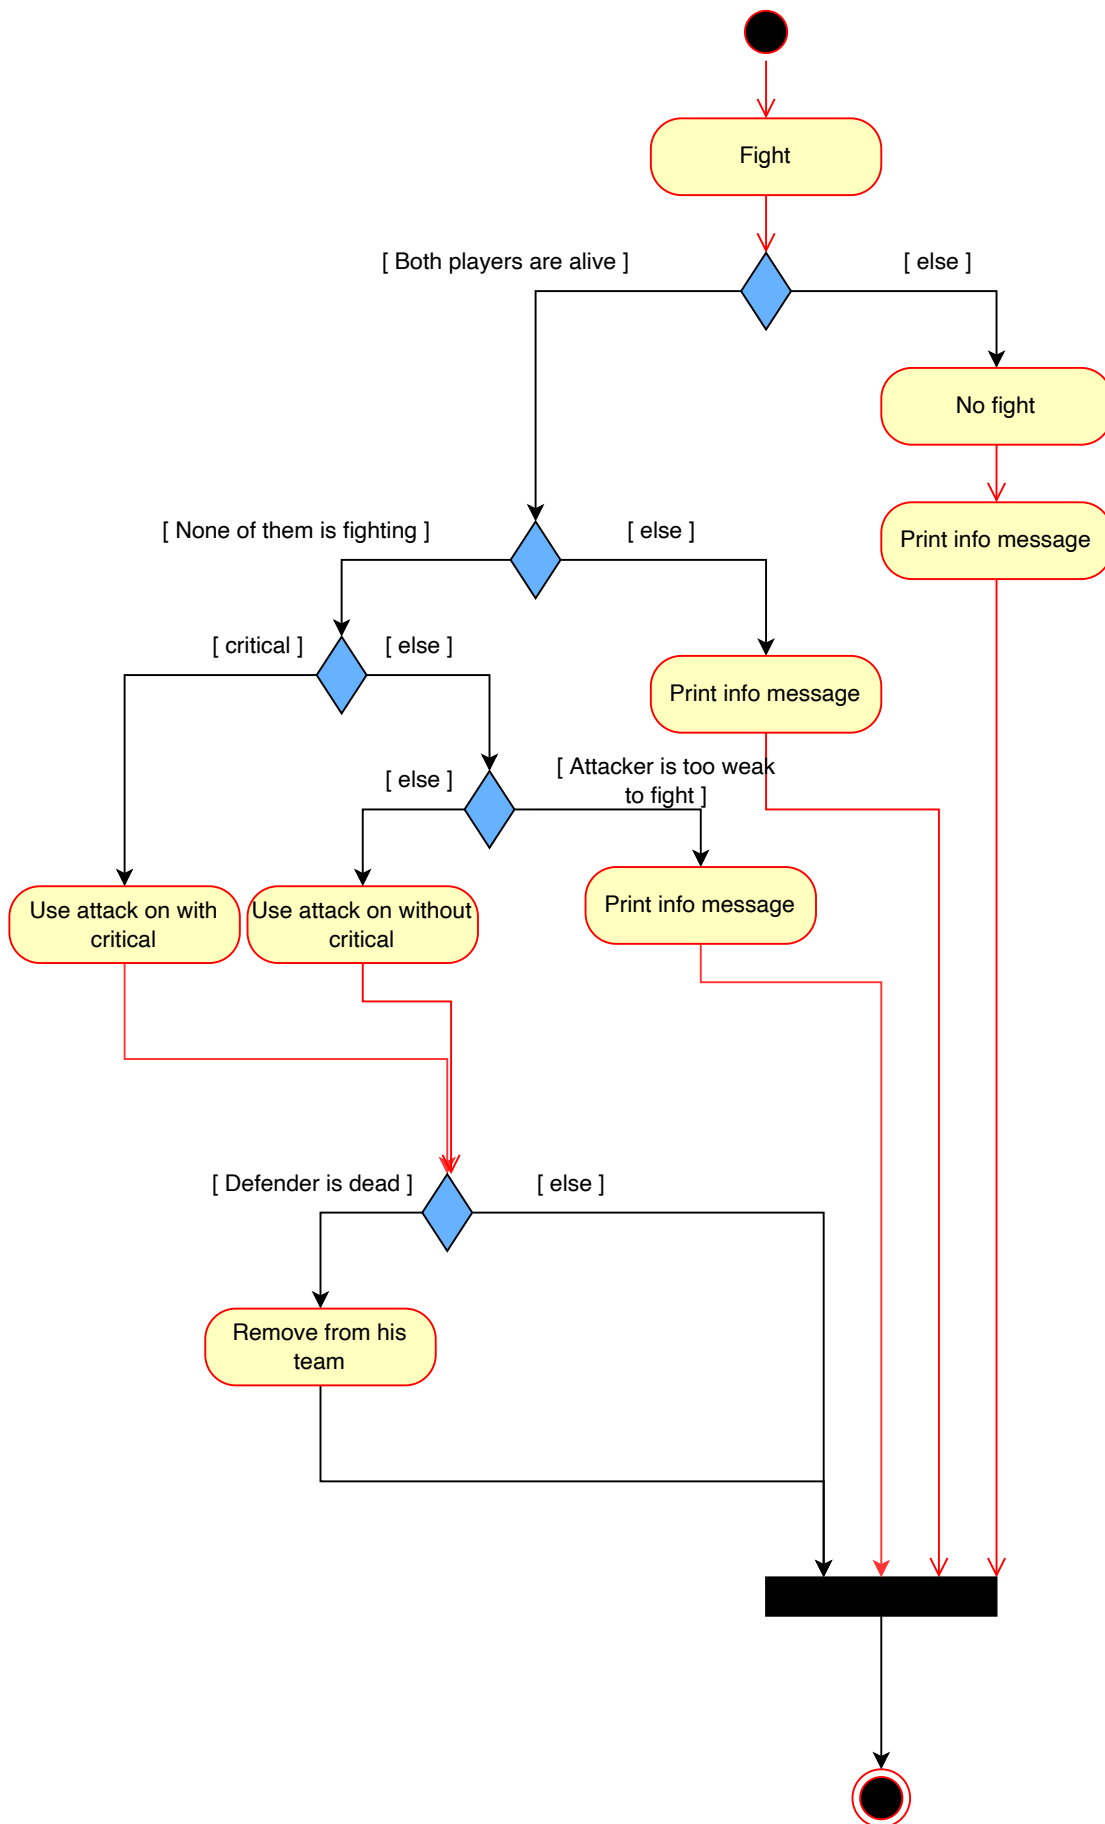 Fight
[ Both players are alive ]
[ else ]
No fight
[ None of them is fighting ]
[ else ]
Print info message
[ critical ]
[ else ]
Print info message
[ else ]
[ Attacker is too weak
to fight ]
Use attack on with
critical
Use attack on without
critical
Print info message
[ Defender is dead ]
[ else ]
Remove from his
team